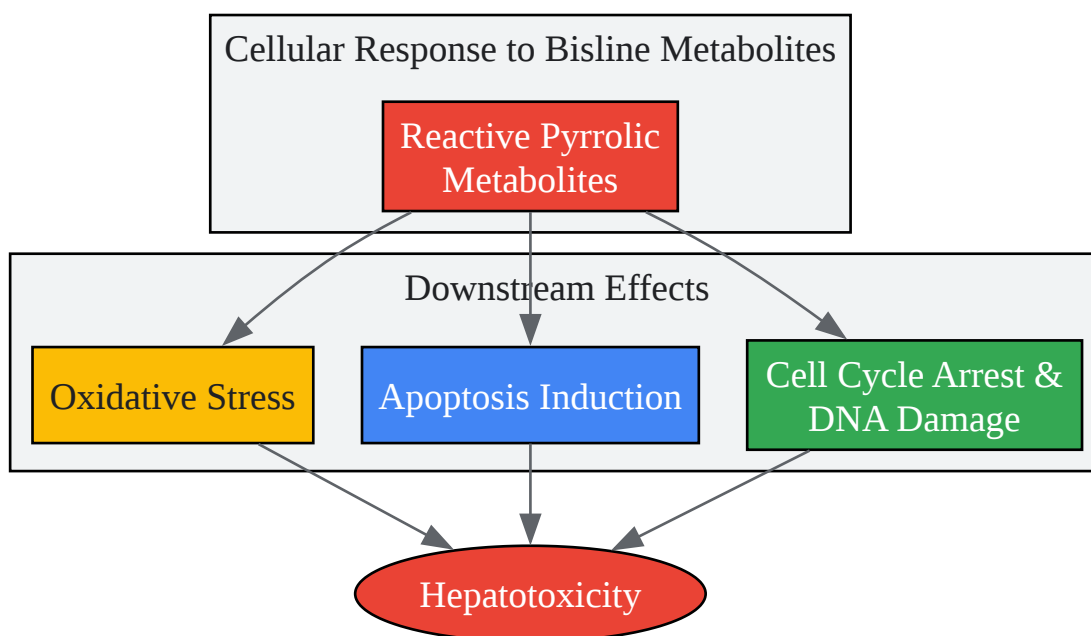 Cellular Response to Bisline Metabolites
Reactive Pyrrolic
Metabolites
Downstream Effects
Oxidative Stress
Apoptosis Induction
Cell Cycle Arrest &
DNA Damage
Hepatotoxicity